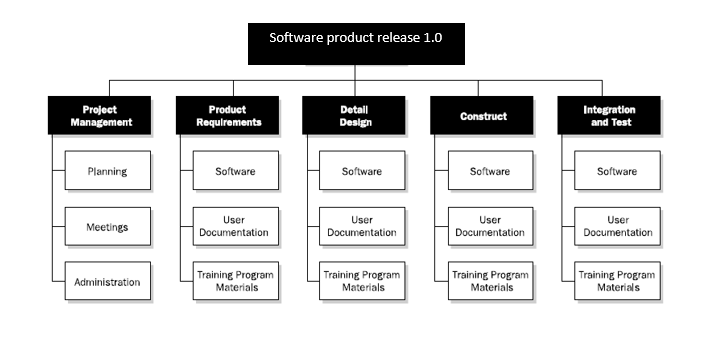 Software product release 1.0
Project
Management
Product
Requirements
Detail
Design
Construct
Integration
and Test
Planning
Software
Software
Software
Software
Meetings
User
Documentation
User
Documentation
User
Documentation
User
Documentation
Administration
Training Program
Materials
Training Program
Materials
Training Program
Materials
Training Program
Materials